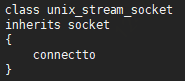 class unix_stream_socket
inherits socket
{
    connectto
}